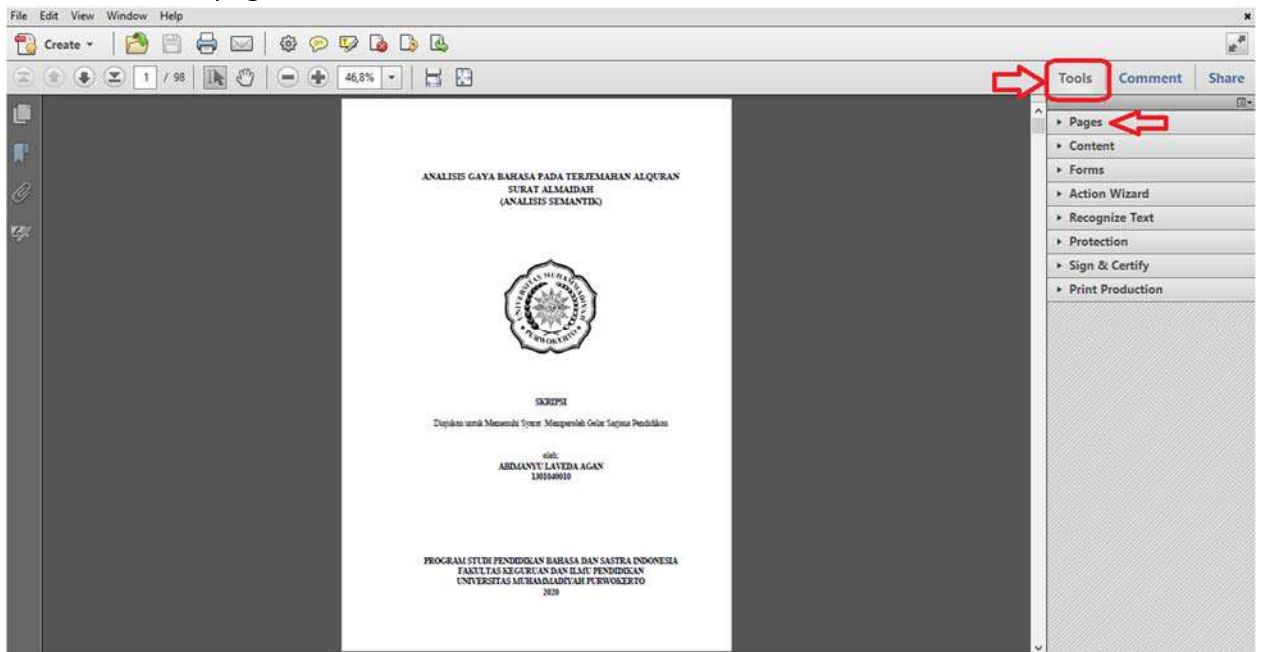 File Edit View Window Help
Create
1 / 98
46,8%
Tools Comment Share
Pages
Content
Forms
Action Wizard
Recognize Text
Protection
Sign & Certify
Print Production
ANALISIS GAYA BAHASA PADA TERJEMAHAN ALQURAN
SURAT ALMAIDAH
(ANALISIS SEMANTIK)
UNIVERSITAS MUHAMMADIYAH
PURWOKERTO
SKRIPSI
Diajukan untuk Memenuhi Syarat Memperoleh Gelar Sarjana Pendidikan
oleh:
ABIMANYU LAVEDA AGAN
1301040010
PROGRAM STUDI PENDIDIKAN BAHASA DAN SASTRA INDONESIA
FAKULTAS KEGURUAN DAN ILMU PENDIDIKAN
UNIVERSITAS MUHAMMADIYAH PURWOKERTO
2020